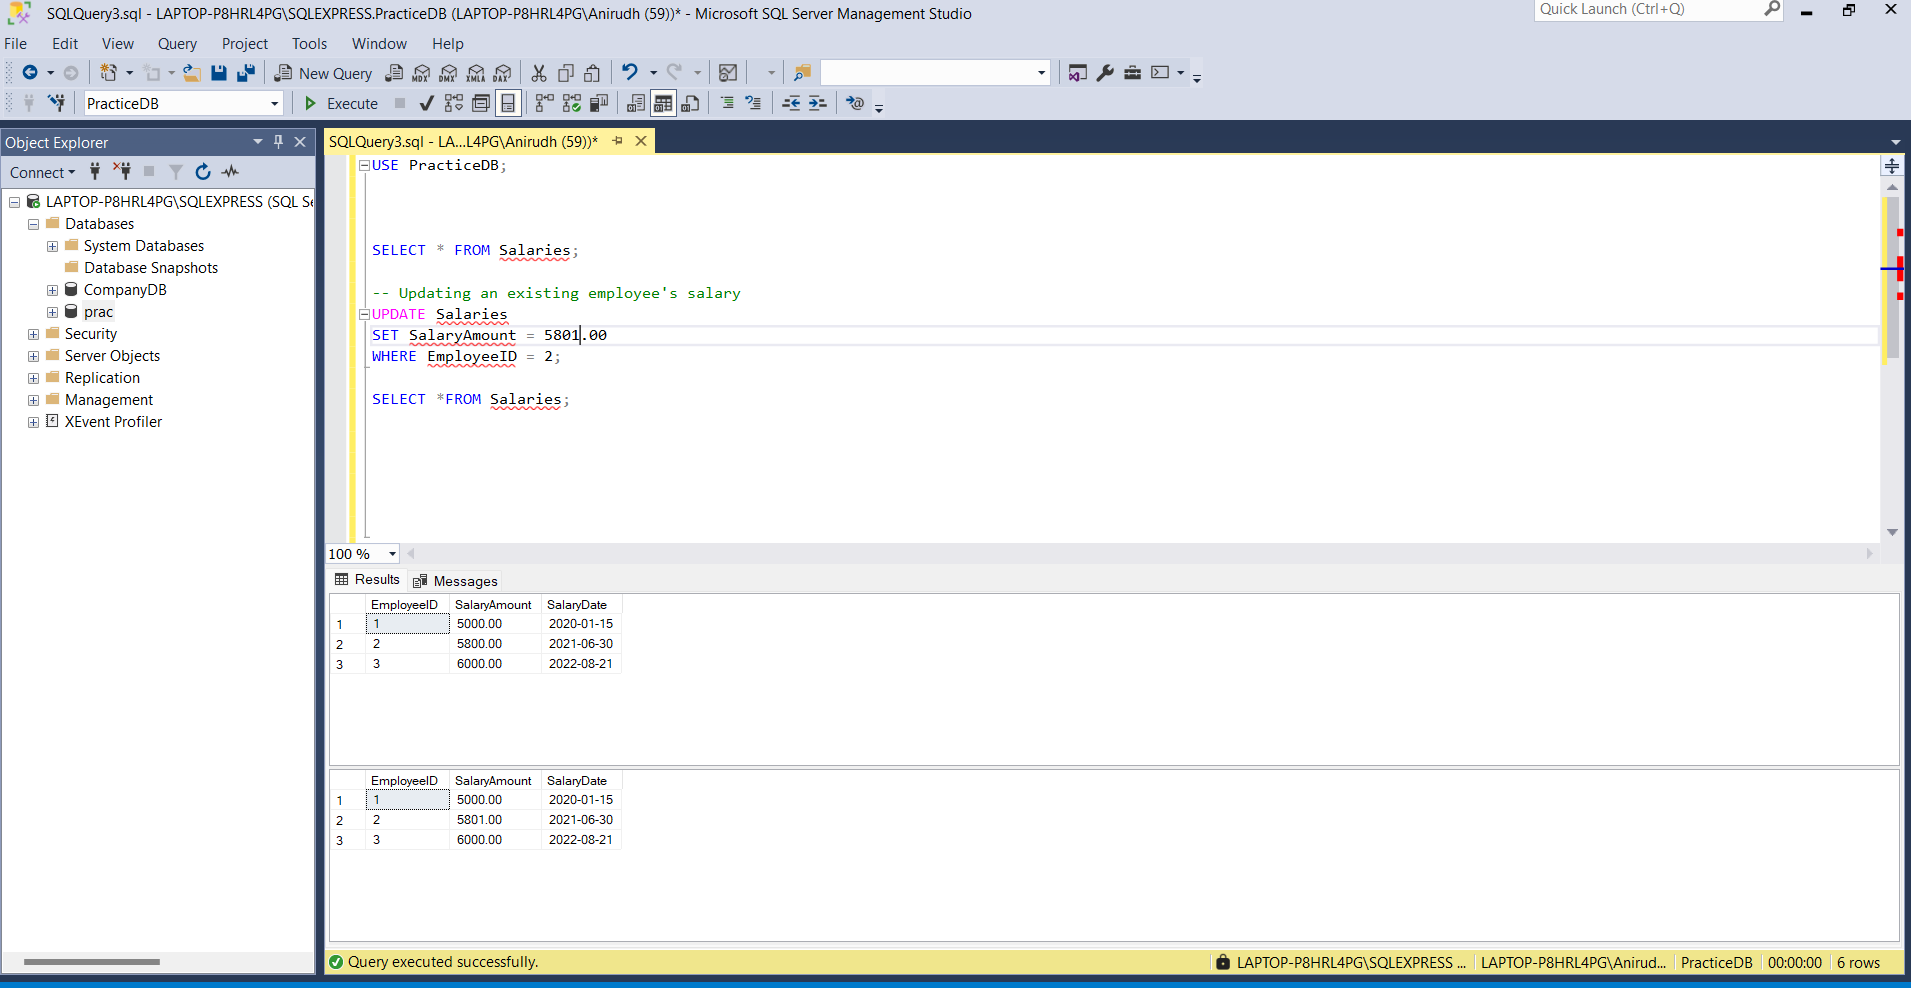 SQLQuery3.sql - LAPTOP-P8HRL4PG\SQLEXPRESS.PracticeDB (LAPTOP-P8HRL4PG\Anirudh (59))* - Microsoft SQL Server Management Studio
Quick Launch (Ctrl+Q)
File Edit View Query Project Tools Window Help
New Query MDX DMX XMLA DAX
PracticeDB Execute
Object Explorer
SQLQuery3.sql - LA...L4PG\Anirudh (59))*
Connect
LAPTOP-P8HRL4PG\SQLEXPRESS (SQL Se
Databases
System Databases
Database Snapshots
CompanyDB
prac
Security
Server Objects
Replication
Management
XEvent Profiler
USE PracticeDB;
SELECT * FROM Salaries;
-- Updating an existing employee's salary
UPDATE Salaries
SET SalaryAmount = 5801.00
WHERE EmployeeID = 2;
SELECT *FROM Salaries;
100 %
Results Messages
EmployeeID SalaryAmount SalaryDate
1 1 5000.00 2020-01-15
2 2 5800.00 2021-06-30
3 3 6000.00 2022-08-21
EmployeeID SalaryAmount SalaryDate
1 1 5000.00 2020-01-15
2 2 5801.00 2021-06-30
3 3 6000.00 2022-08-21
Query executed successfully.
LAPTOP-P8HRL4PG\SQLEXPRESS ... LAPTOP-P8HRL4PG\Anirud... PracticeDB 00:00:00 6 rows